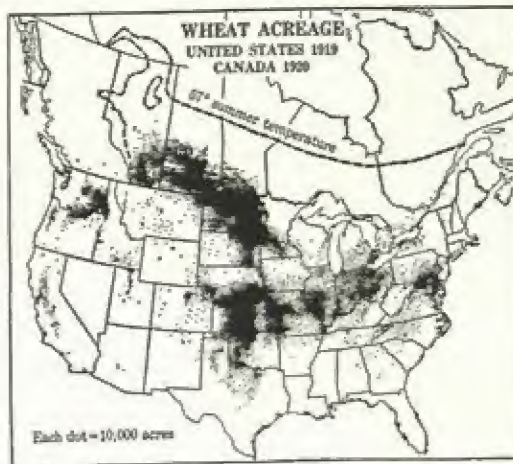 WHEAT ACREAGE
UNITED STATES 1919
CANADA 1920
57° summer temperature
Each dot=10,000 acres